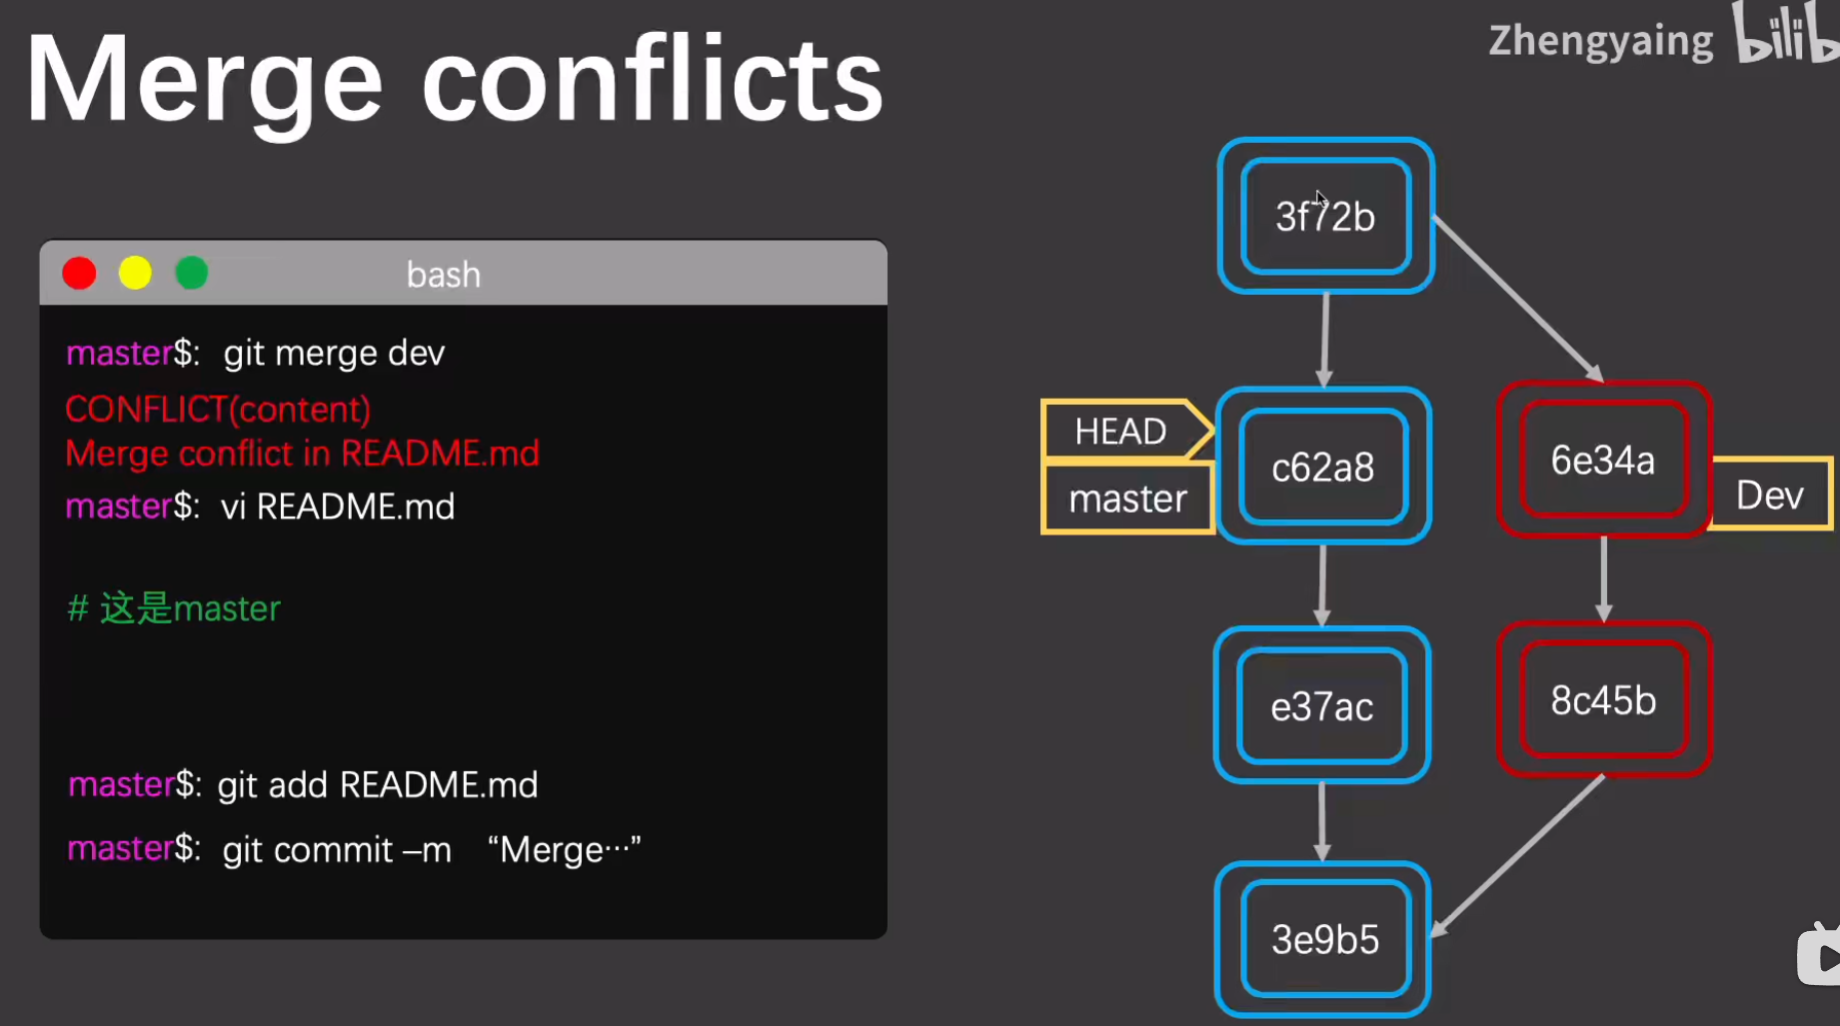 Merge conflicts
Zhengyaing bilib
bash
master$: git merge dev
CONFLICT(content)
Merge conflict in README.md
master$: vi README.md
# 这是master
master$: git add README.md
master$: git commit –m “Merge···”
3f72b
HEAD
master
c62a8
6e34a
Dev
e37ac
8c45b
3e9b5